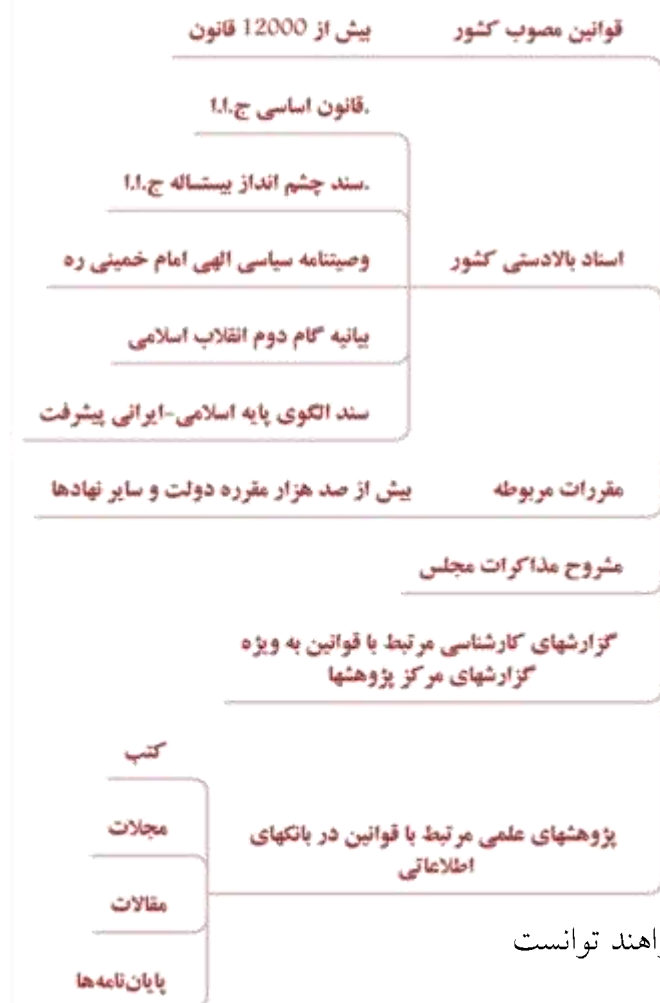 قوانین مصوب کشور بیش از 12000 قانون
.قانون اساسی ج.ا.ا
.سند چشم انداز بیستساله ج.ا.ا
اسناد بالادستی کشور وصیتنامه سیاسی الهی امام خمینی ره
بیانیه گام دوم انقلاب اسلامی
سند الگوی پایه اسلامی-ایرانی پیشرفت
مقررات مربوطه بیش از صد هزار مقرره دولت و سایر نهادها
مشروح مذاکرات مجلس
گزارشهای کارشناسی مرتبط با قوانین به ویژه
گزارشهای مرکز پژوهشها
کتب
مجلات
پژوهشهای علمی مرتبط با قوانین در بانکهای
اطلاعاتی
مقالات
توانست
پایان‌نامه‌ها